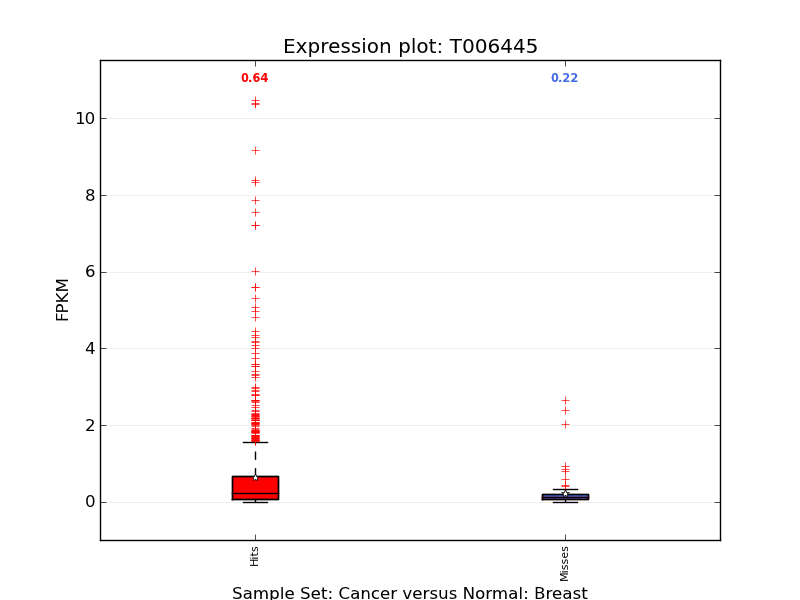 Expression plot: T006445
0.64
0.22
10
8
6
4
2
0
FPKM
Hits
Misses
Sample Set: Cancer versus Normal: Breast